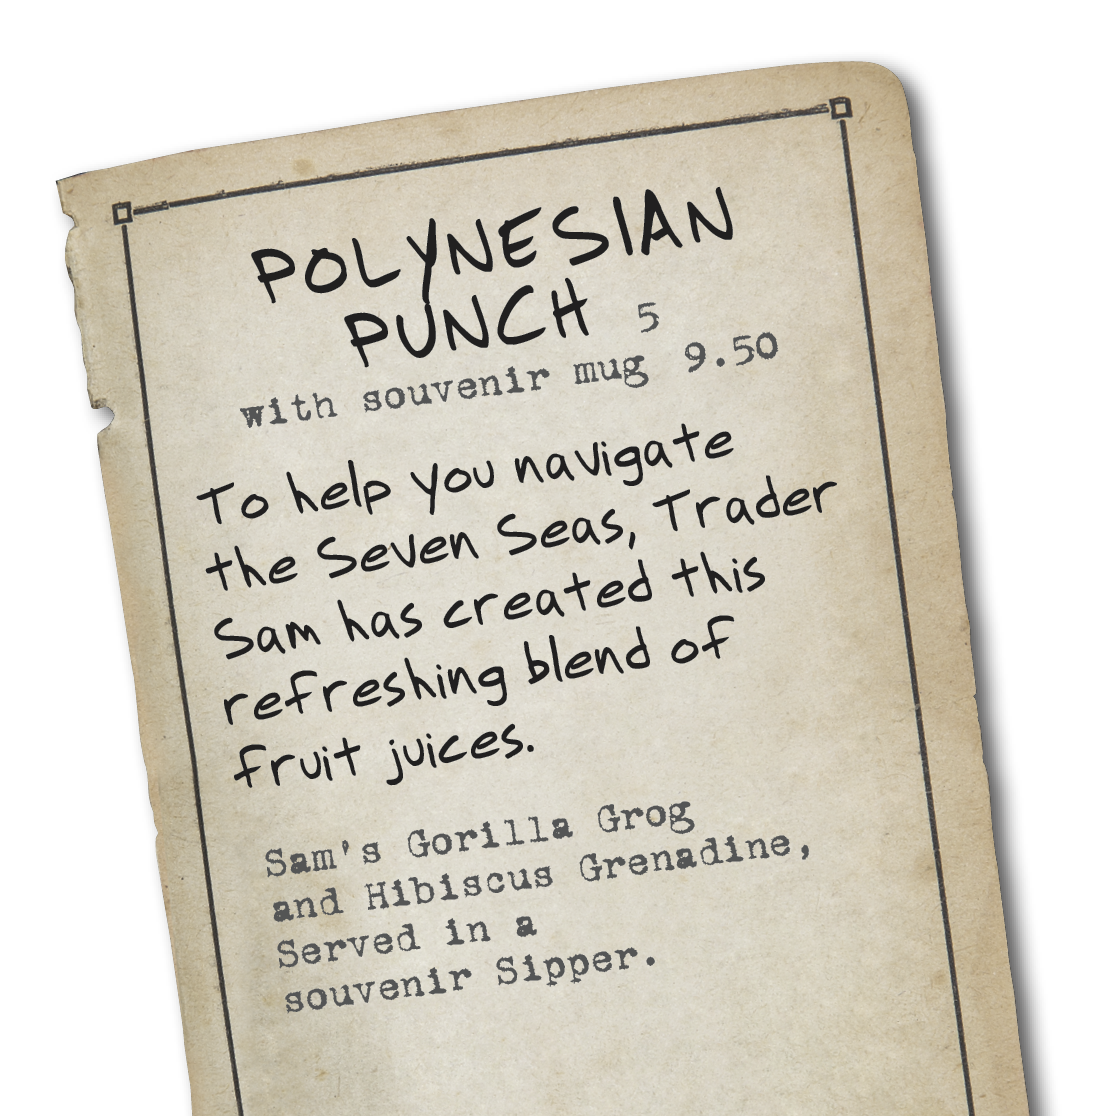 POLYNESIAN
PUNCH 5
with souvenir mug 9.50
To help you navigate
the Seven Seas, Trader
Sam has created this
refreshing blend of
fruit juices.
Sam's Gorilla Grog
and Hibiscus Grenadine,
Served in a
souvenir Sipper.